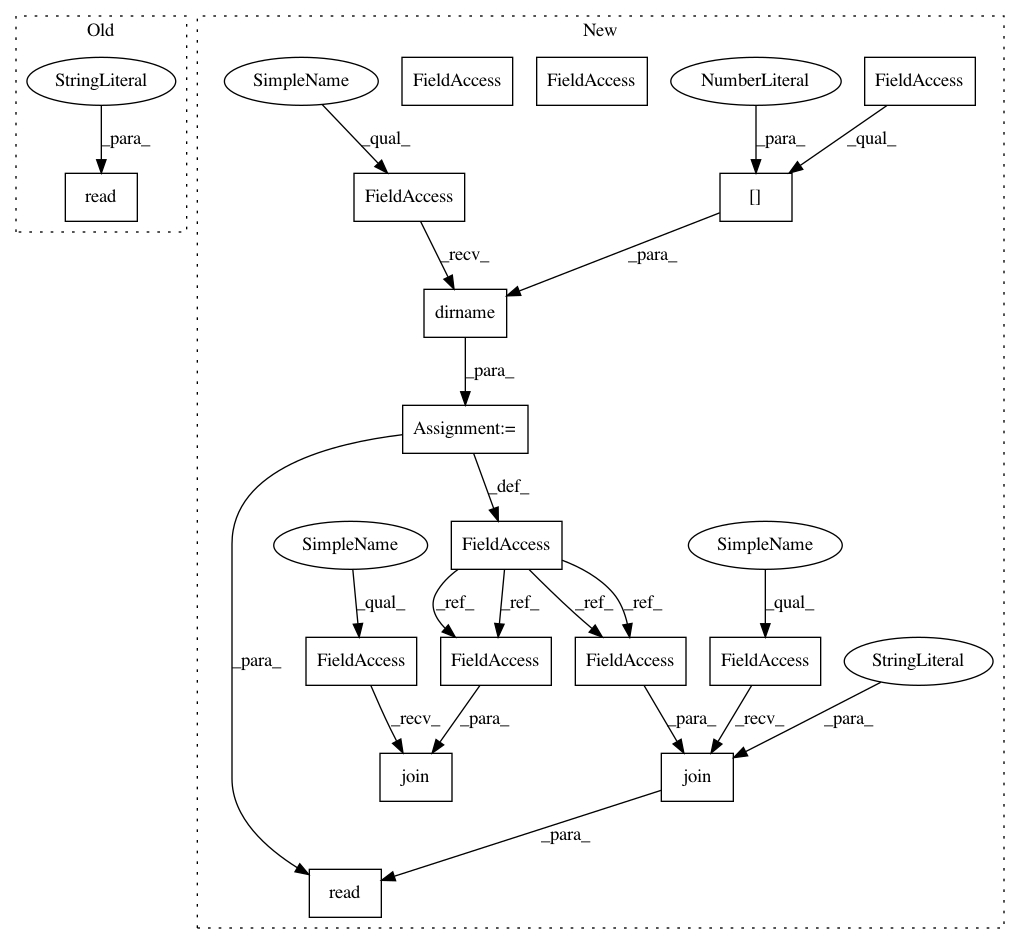 Old
New
StringLiteral
SimpleName
FieldAccess
FieldAccess
NumberLiteral
FieldAccess
_para_
_qual_
_para_
_qual_
read
FieldAccess
[]
_recv_
_para_
dirname
_para_
Assignment:=
_def_
SimpleName
FieldAccess
SimpleName
_qual_
_ref_
_ref_
_ref_
_ref_
_qual_
_para_
FieldAccess
FieldAccess
FieldAccess
FieldAccess
StringLiteral
_recv_
_para_
_para_
_recv_
_para_
join
join
_para_
read